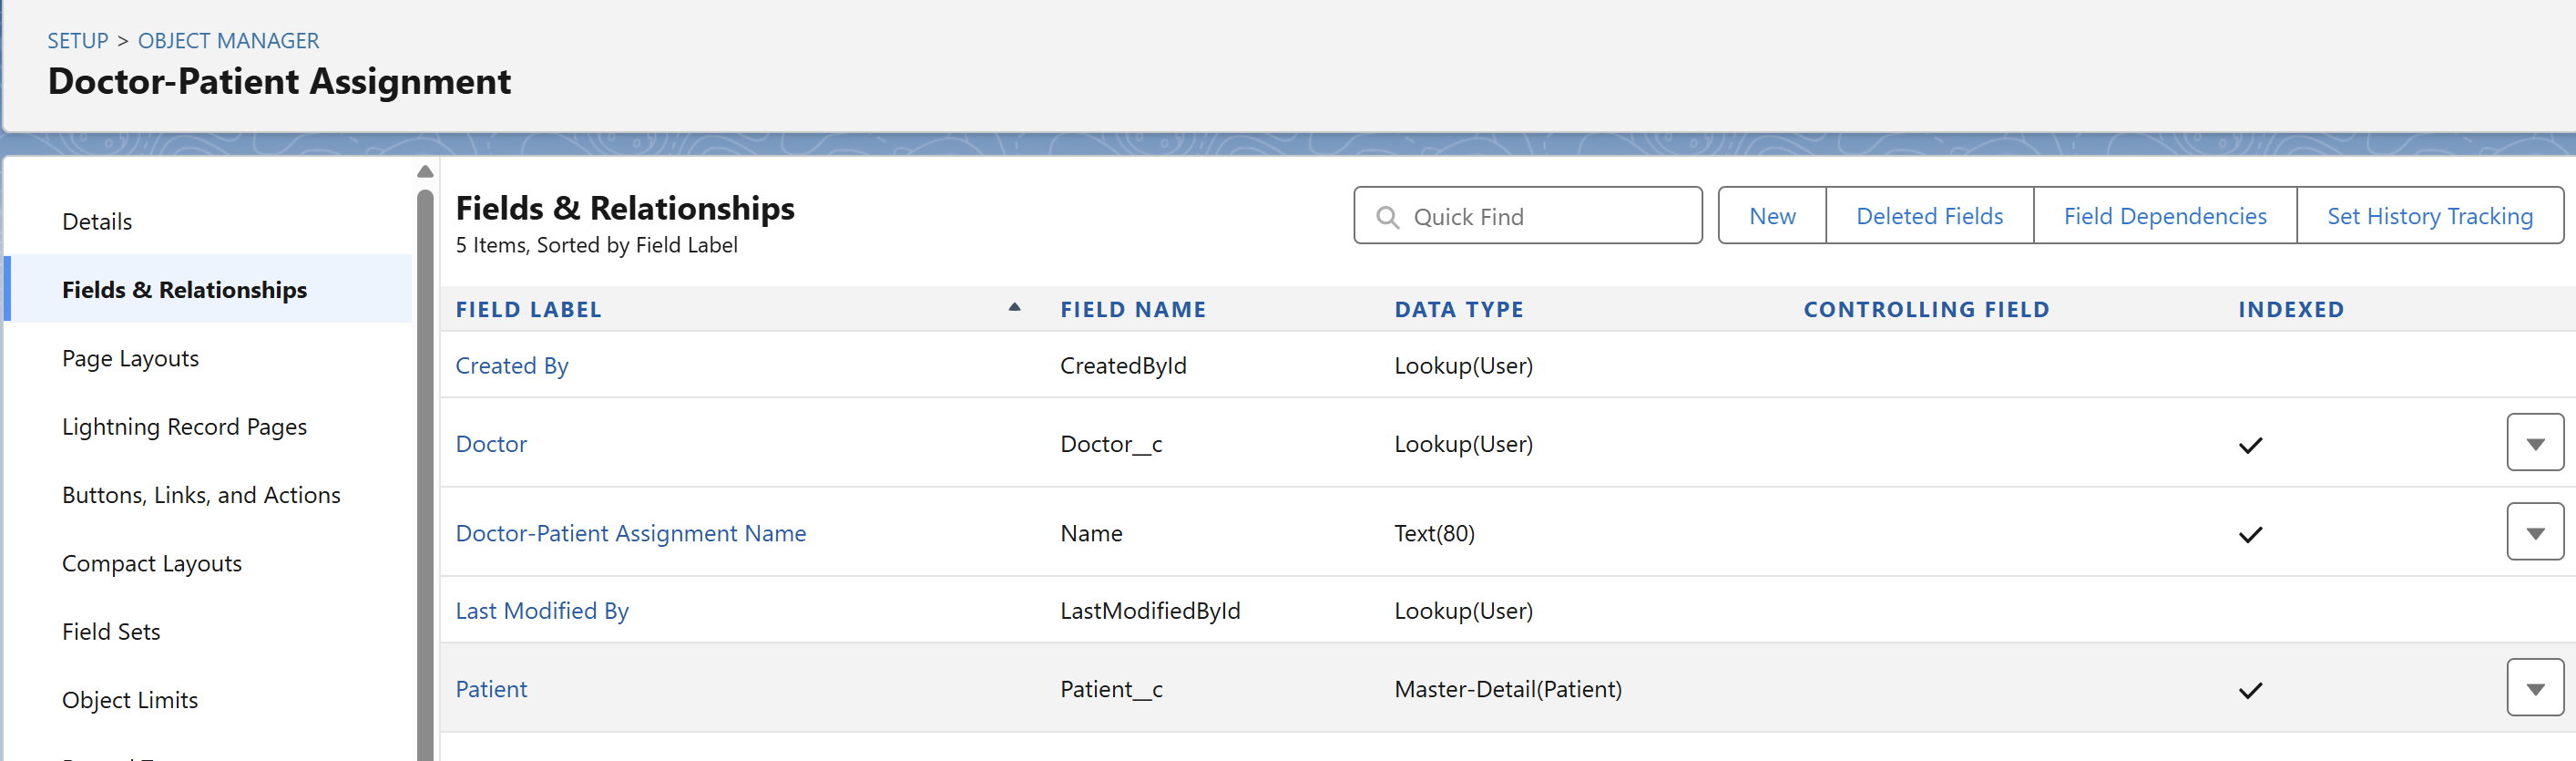 SETUP > OBJECT MANAGER
Doctor-Patient Assignment
Details
Fields & Relationships
Page Layouts
Lightning Record Pages
Buttons, Links, and Actions
Compact Layouts
Field Sets
Object Limits
Fields & Relationships
5 Items, Sorted by Field Label
Quick Find
New
Deleted Fields
Field Dependencies
Set History Tracking
FIELD LABEL FIELD NAME DATA TYPE CONTROLLING FIELD INDEXED
Created By CreatedById Lookup(User)
Doctor Doctor__c Lookup(User)
Doctor-Patient Assignment Name Name Text(80)
Last Modified By LastModifiedById Lookup(User)
Patient Patient__c Master-Detail(Patient)